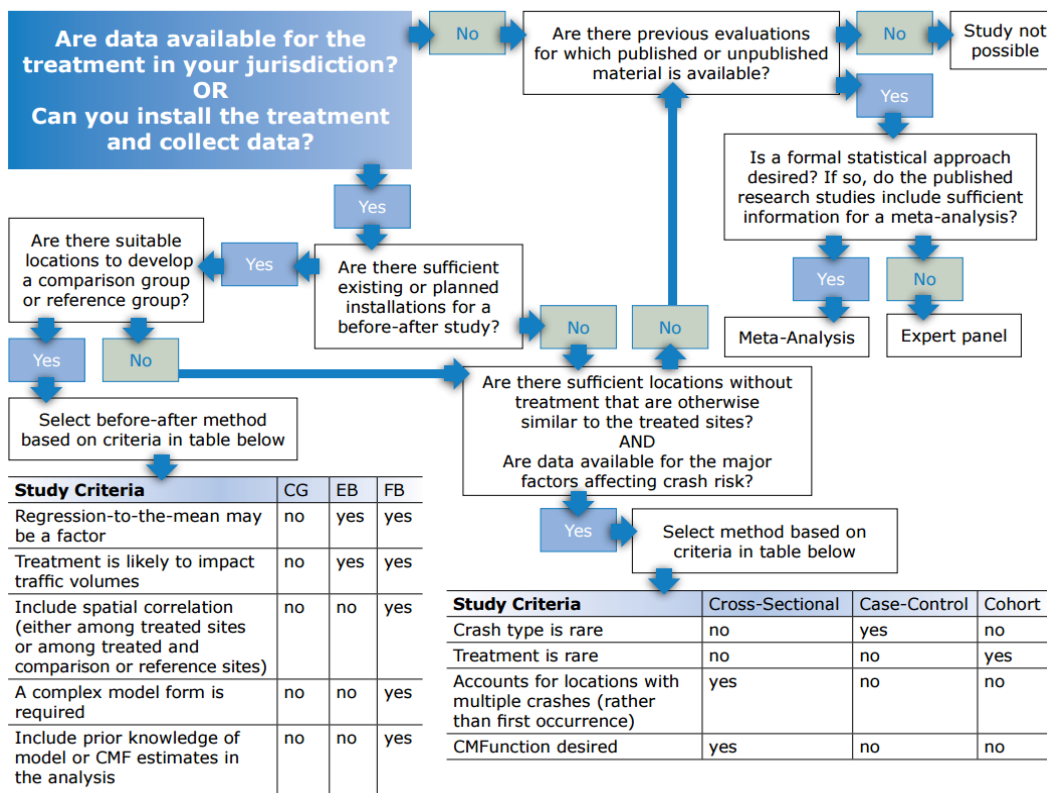 Are data available for the
treatment in your jurisdiction?
OR
Can you install the treatment
and collect data?
No
Are there previous evaluations
for which published or unpublished
material is available?
No
Study not
possible
Yes
Is a formal statistical approach
desired? If so, do the published
research studies include sufficient
information for a meta-analysis?
Yes
No
Meta-Analysis
Expert panel
Yes
Are there sufficient
existing or planned
installations for a
before-after study?
Yes
Are there suitable
locations to develop
a comparison group
or reference group?
No
No
Yes
No
Are there sufficient locations without
treatment that are otherwise
similar to the treated sites?
AND
Are data available for the major
factors affecting crash risk?
Select before-after method
based on criteria in table below
Yes
Select method based on
criteria in table below
Study Criteria CG EB FB
Regression-to-the-mean may no yes yes
be a factor
Treatment is likely to impact no yes yes
traffic volumes
Include spatial correlation no no yes
(either among treated sites
or among treated and
comparison or reference sites)
A complex model form is no no yes
required
Include prior knowledge of no no yes
model or CMF estimates in
the analysis
Study Criteria Cross-Sectional Case-Control Cohort
Crash type is rare no yes no
Treatment is rare no no yes
Accounts for locations with yes no no
multiple crashes (rather
than first occurrence)
CMFunction desired yes no no